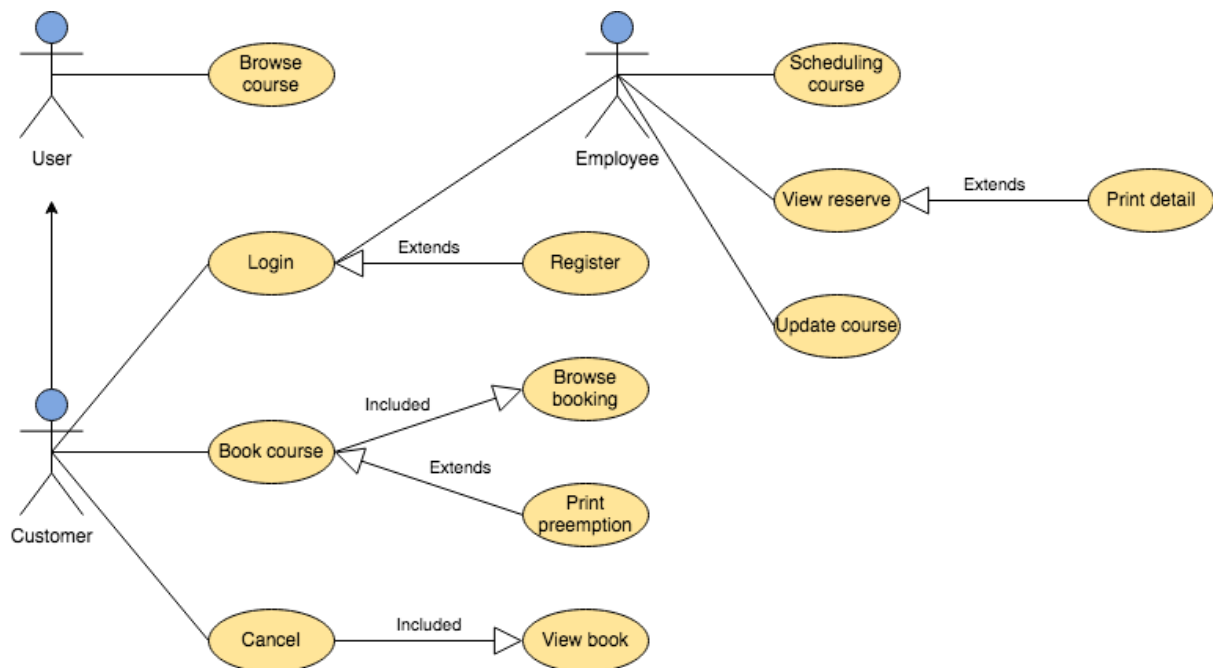 Browse
course
User
Scheduling
course
Employee
View reserve
Extends
Print detail
Login
Extends
Register
Update course
Browse
booking
Included
Book course
Extends
Print
preemption
Customer
Cancel
Included
View book